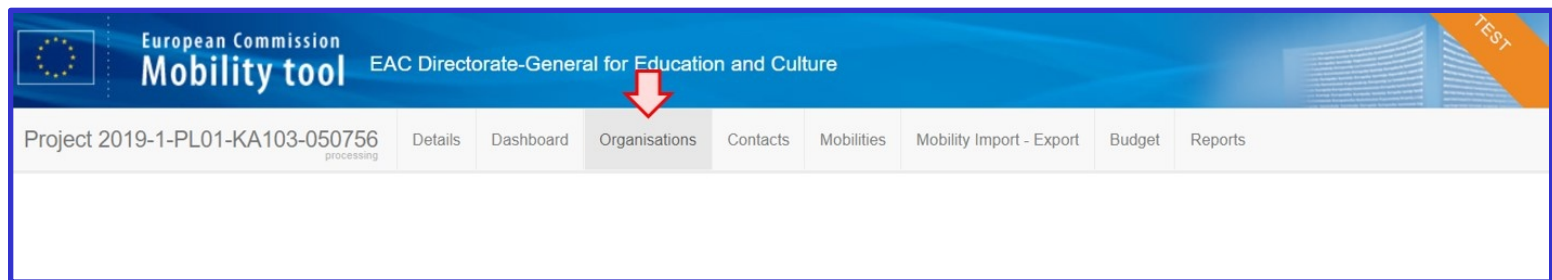 European Commission
Mobility tool
EAC Directorate-General for Education and Culture
TEST
Project 2019-1-PL01-KA103-050756
processing
Details
Dashboard
Organisations
Contacts
Mobilities
Mobility Import - Export
Budget
Reports